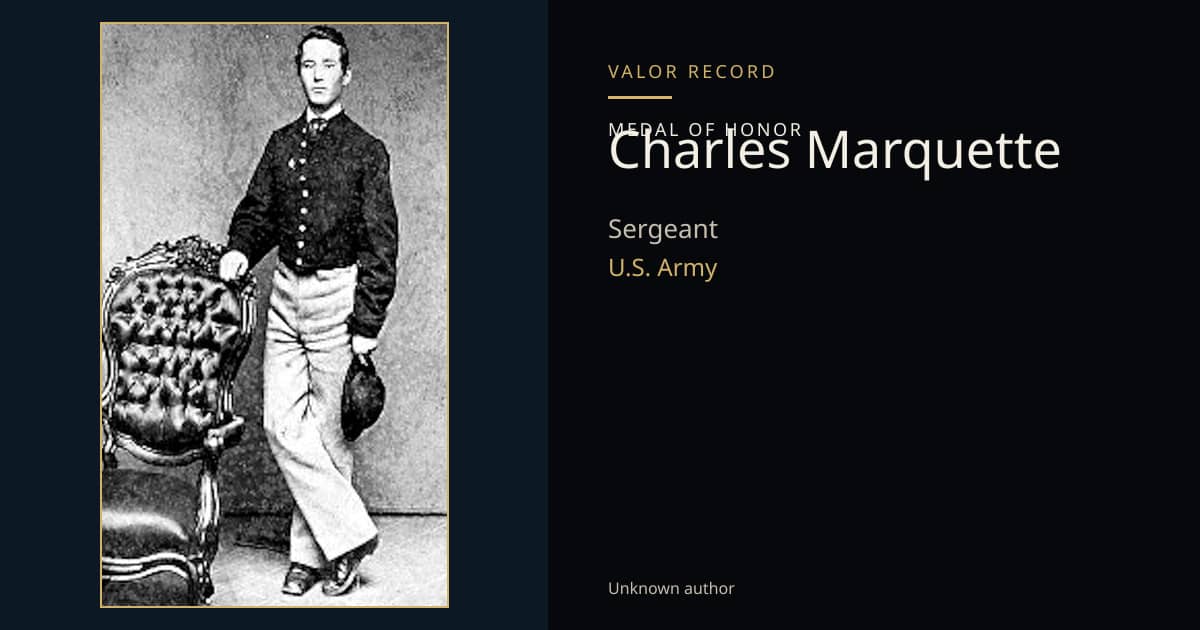 VALOR RECORD
MEDAL OF HONOR
Charles Marquette
Sergeant
U.S. Army
Unknown author